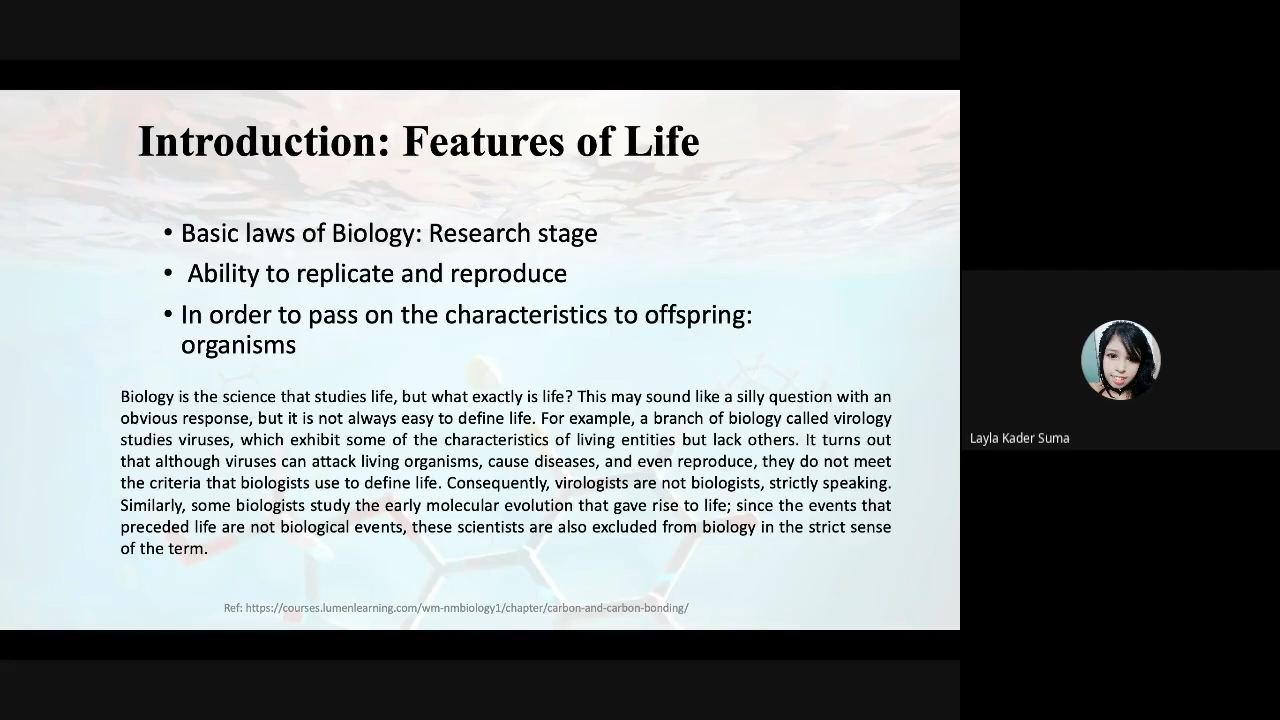 Introduction: Features of Life
• Basic laws of Biology: Research stage
• Ability to replicate and reproduce
• In order to pass on the characteristics to offspring:
organisms
Biology is the science that studies life, but what exactly is life? This may sound like a silly question with an
obvious response, but it is not always easy to define life. For example, a branch of biology called virology
studies viruses, which exhibit some of the characteristics of living entities but lack others. It turns out
that although viruses can attack living organisms, cause diseases, and even reproduce, they do not meet
the criteria that biologists use to define life. Consequently, virologists are not biologists, strictly speaking.
Similarly, some biologists study the early molecular evolution that gave rise to life; since the events that
preceded life are not biological events, these scientists are also excluded from biology in the strict sense
of the term.
Ref: https://courses.lumenlearning.com/wm-nmbiology1/chapter/carbon-and-carbon-bonding/
Layla Kader Suma